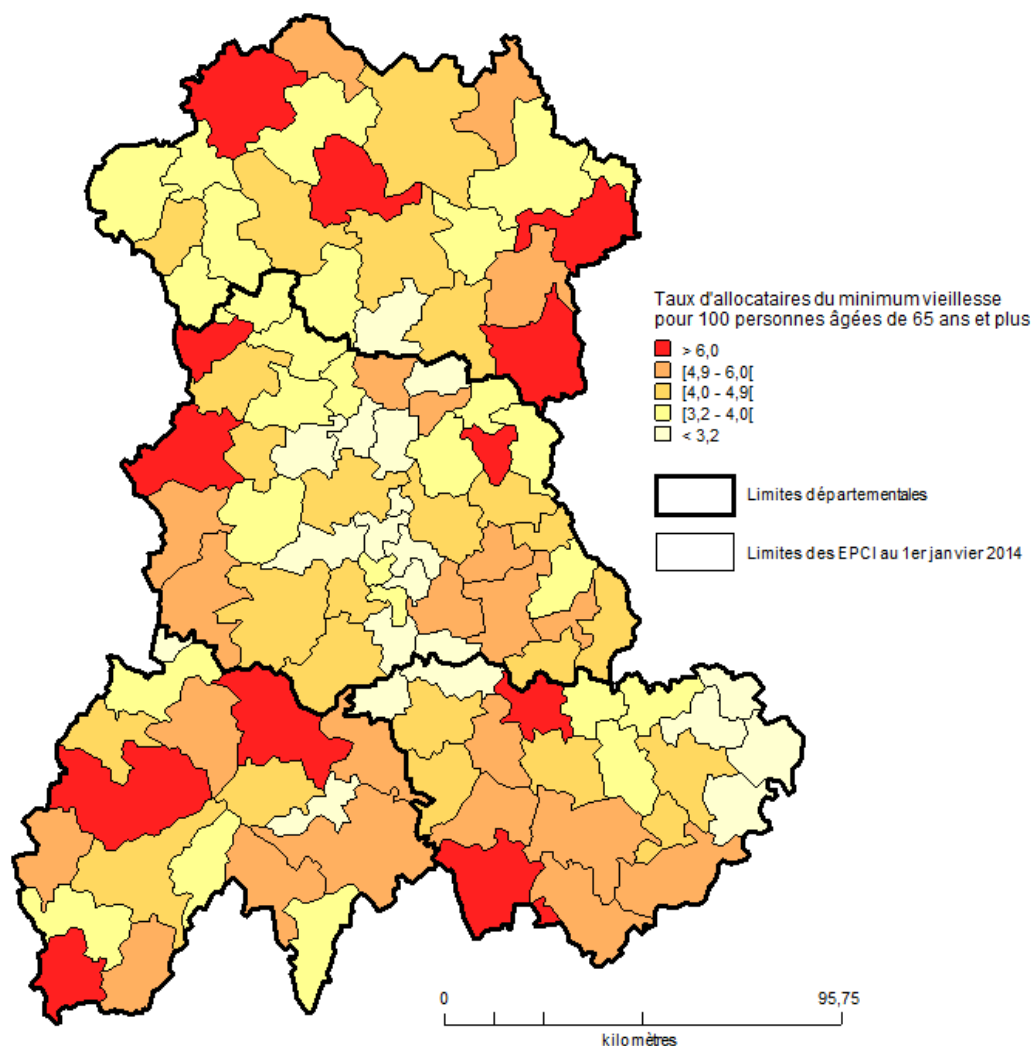 Taux d'allocataires du minimum vieillesse
pour 100 personnes âgées de 65 ans et plus
> 6,0
[4,9 - 6,0[
[4,0 - 4,9[
[3,2 - 4,0[
< 3,2
Limites départementales
Limites des EPCI au 1er janvier 2014
0 95,75
kilomètres